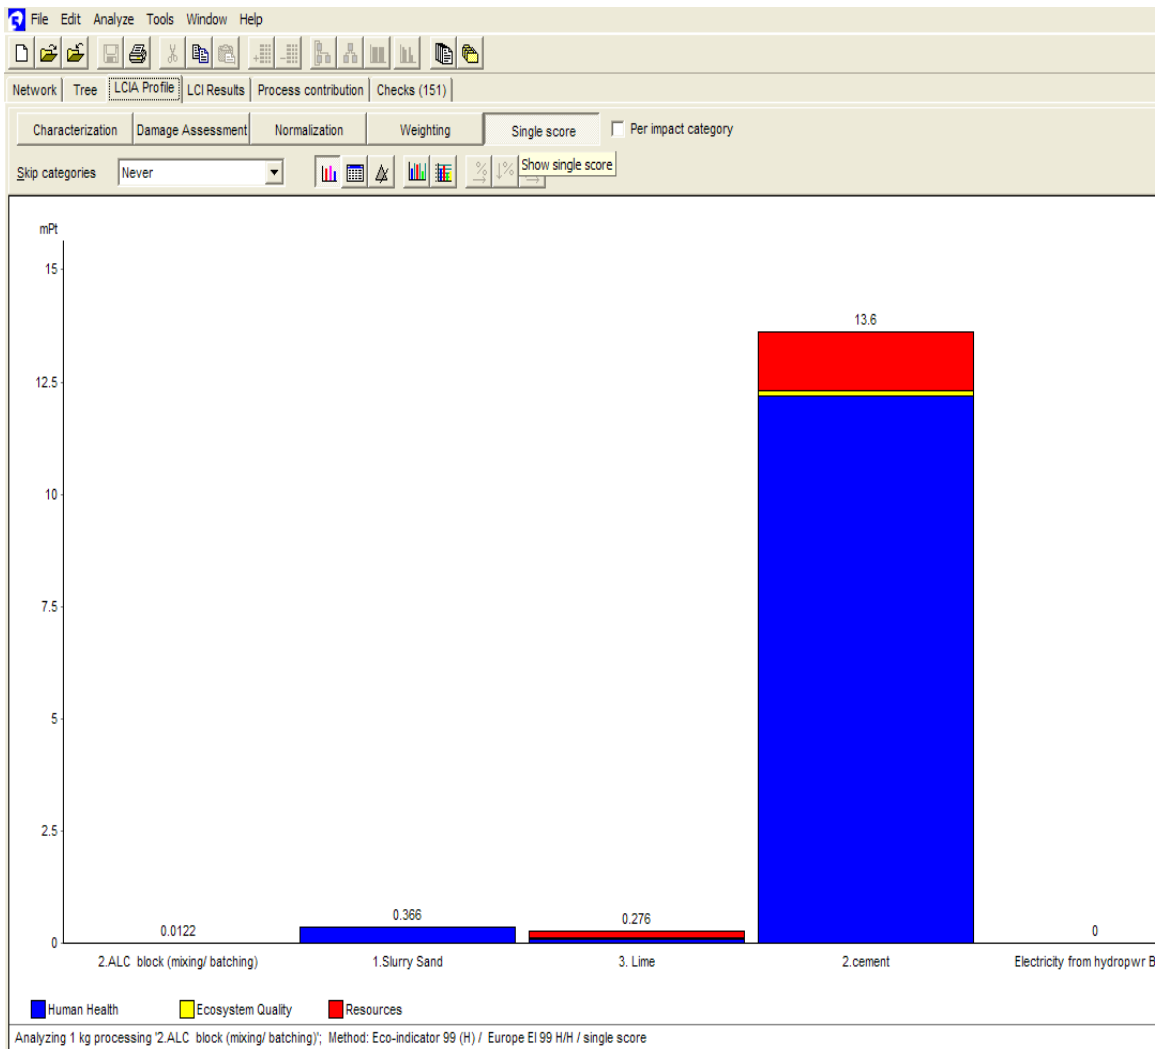 File Edit Analyze Tools Window Help
Network Tree LCIA Profile LCI Results Process contribution Checks (151)
Characterization Damage Assessment Normalization Weighting Single score Per impact category
Skip categories Never Show single score
mPt
15
13.6
12.5
10
7.5
5
2.5
0.366
0.276
0.0122
0
0
2.ALC block (mixing/ batching) 1.Slurry Sand 3. Lime 2.cement Electricity from hydropwr B
Human Health Ecosystem Quality Resources
Analyzing 1 kg processing '2.ALC block (mixing/ batching)'; Method: Eco-indicator 99 (H) / Europe EI 99 H/H / single score